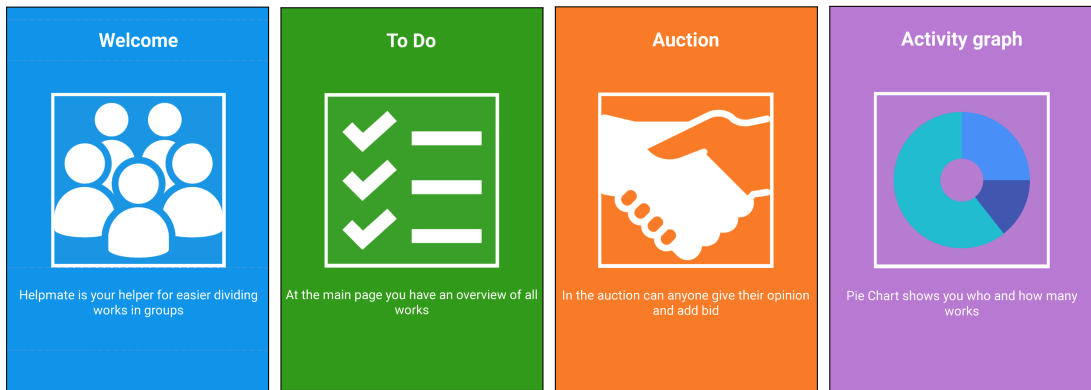 Welcome
Helpmate is your helper for easier dividing
works in groups
To Do
At the main page you have an overview of all
works
Auction
In the auction can anyone give their opinion
and add bid
Activity graph
Pie Chart shows you who and how many
works